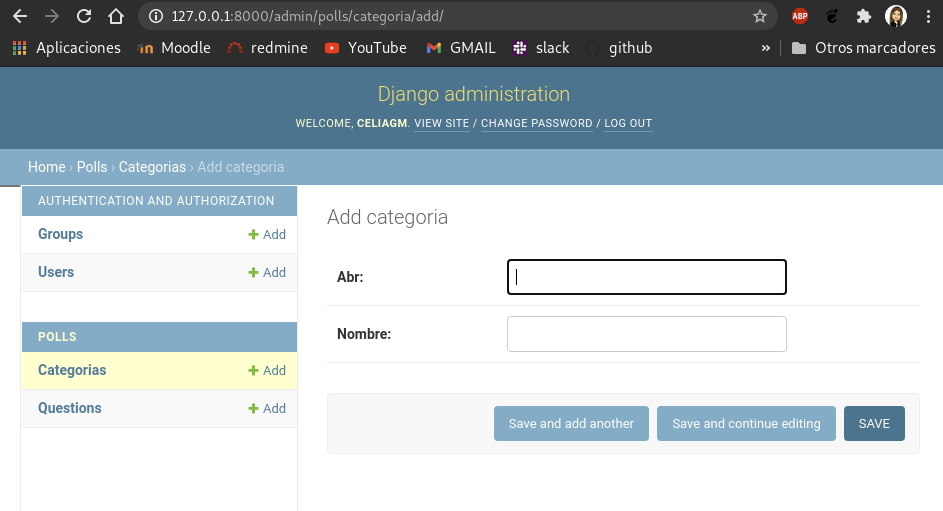 127.0.0.1:8000/admin/polls/categoria/add/
ABP
Aplicaciones Moodle redmine YouTube GMAIL slack github » Otros marcadores
Django administration
WELCOME, CELIAGM. VIEW SITE / CHANGE PASSWORD / LOG OUT
Home › Polls › Categorias › Add categoria
AUTHENTICATION AND AUTHORIZATION
Groups + Add
Users + Add
POLLS
Categorias + Add
Questions + Add
Add categoria
Abr:
Nombre:
Save and add another Save and continue editing SAVE